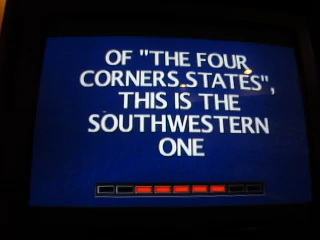 OF "THE FOUR
CORNERS STATES",
THIS IS THE
SOUTHWESTERN
ONE